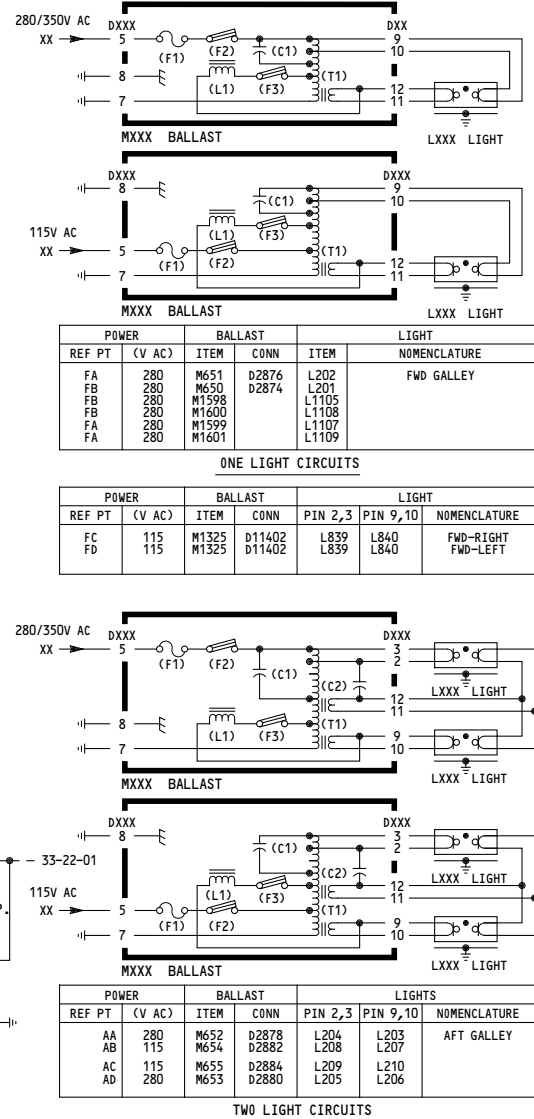 280/350V AC
XX
DXXX
5
(F1)
(F2)
(C1)
DXX
9
10
8
(L1)
(F3)
(T1)
12
11
7
MXXX BALLAST
LXXX LIGHT
DXXX
8
(C1)
DXXX
9
10
(L1)
(F3)
115V AC
XX
5
(F1)
(F2)
(T1)
12
11
7
MXXX BALLAST
LXXX LIGHT
POWER BALLAST LIGHT
REF PT (V AC) ITEM CONN ITEM NOMENCLATURE
FA 280 M651 D2876 L202 FWD GALLEY
FB 280 M650 D2874 L201
FB 280 M1598 L1105
FB 280 M1600 L1108
FA 280 M1599 L1107
FA 280 M1601 L1109
ONE LIGHT CIRCUITS
POWER BALLAST LIGHT
REF PT (V AC) ITEM CONN PIN 2,3 PIN 9,10 NOMENCLATURE
FC 115 M1325 D11402 L839 L840 FWD-RIGHT
FD 115 M1325 D11402 L839 L840 FWD-LEFT
280/350V AC
XX
DXXX
5
(F1)
(F2)
(C1)
(C2)
DXXX
3
2
LXXX LIGHT
12
11
8
(L1)
(F3)
(T1)
9
10
7
MXXX BALLAST
LXXX LIGHT
DXXX
8
(C1)
(C2)
DXXX
3
2
33-22-01
LXXX LIGHT
(L1)
(F3)
12
11
115V AC
XX
5
(F1)
(F2)
(T1)
9
10
7
MXXX BALLAST
LXXX LIGHT
POWER BALLAST LIGHTS
REF PT (V AC) ITEM CONN PIN 2,3 PIN 9,10 NOMENCLATURE
AA 280 M652 D2878 L204 L203 AFT GALLEY
AB 115 M654 D2882 L208 L207
AC 115 M655 D2884 L209 L210
AD 280 M653 D2880 L205 L206
TWO LIGHT CIRCUITS